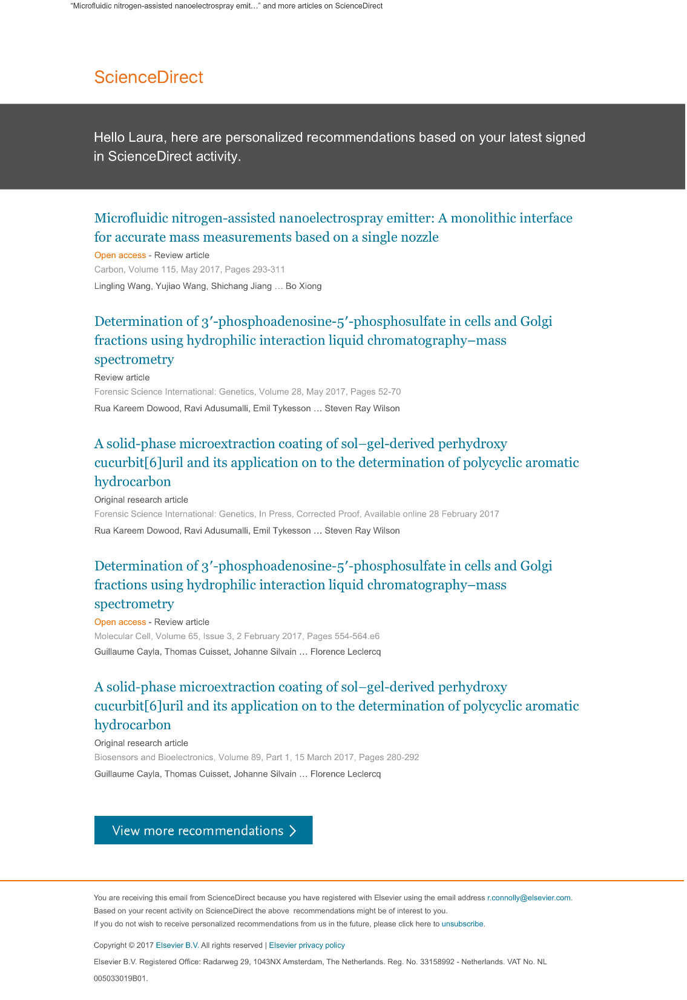 “Microfluidic nitrogen-assisted nanoelectrospray emit…” and more articles on ScienceDirect
ScienceDirect
Hello Laura, here are personalized recommendations based on your latest signed
in ScienceDirect activity.
Microfluidic nitrogen-assisted nanoelectrospray emitter: A monolithic interface
for accurate mass measurements based on a single nozzle
Open access - Review article
Carbon, Volume 115, May 2017, Pages 293-311
Lingling Wang, Yujiao Wang, Shichang Jiang … Bo Xiong
Determination of 3′-phosphoadenosine-5′-phosphosulfate in cells and Golgi
fractions using hydrophilic interaction liquid chromatography–mass
spectrometry
Review article
Forensic Science International: Genetics, Volume 28, May 2017, Pages 52-70
Rua Kareem Dowood, Ravi Adusumalli, Emil Tykesson … Steven Ray Wilson
A solid-phase microextraction coating of sol–gel-derived perhydroxy
cucurbit[6]uril and its application on to the determination of polycyclic aromatic
hydrocarbon
Original research article
Forensic Science International: Genetics, In Press, Corrected Proof, Available online 28 February 2017
Rua Kareem Dowood, Ravi Adusumalli, Emil Tykesson … Steven Ray Wilson
Determination of 3′-phosphoadenosine-5′-phosphosulfate in cells and Golgi
fractions using hydrophilic interaction liquid chromatography–mass
spectrometry
Open access - Review article
Molecular Cell, Volume 65, Issue 3, 2 February 2017, Pages 554-564.e6
Guillaume Cayla, Thomas Cuisset, Johanne Silvain … Florence Leclercq
A solid-phase microextraction coating of sol–gel-derived perhydroxy
cucurbit[6]uril and its application on to the determination of polycyclic aromatic
hydrocarbon
Original research article
Biosensors and Bioelectronics, Volume 89, Part 1, 15 March 2017, Pages 280-292
Guillaume Cayla, Thomas Cuisset, Johanne Silvain … Florence Leclercq
View more recommendations
You are receiving this email from ScienceDirect because you have registered with Elsevier using the email address r.connolly@elsevier.com.
Based on your recent activity on ScienceDirect the above recommendations might be of interest to you.
If you do not wish to receive personalized recommendations from us in the future, please click here to unsubscribe.
Copyright © 2017 Elsevier B.V. All rights reserved | Elsevier privacy policy
Elsevier B.V. Registered Office: Radarweg 29, 1043NX Amsterdam, The Netherlands. Reg. No. 33158992 - Netherlands. VAT No. NL
005033019B01.